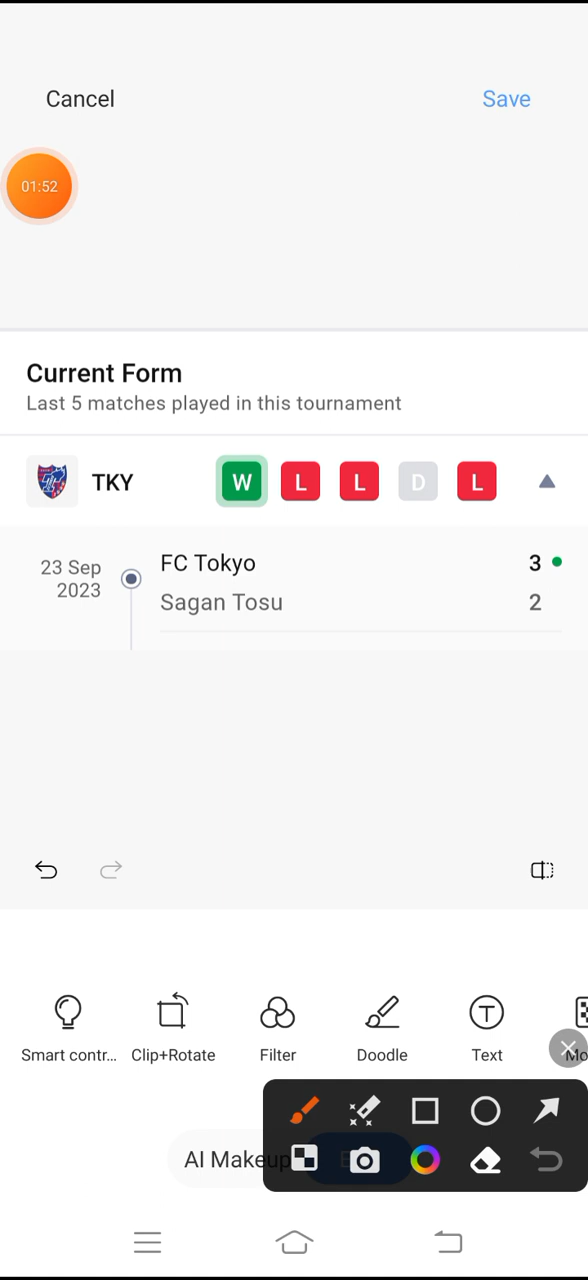 Cancel
Save
01:52
Current Form
Last 5 matches played in this tournament
TKY
W L L D L
23 Sep
2023
FC Tokyo 3
Sagan Tosu 2
Smart contr...
Clip+Rotate
Filter
Doodle
Text
Mo
AI Makeup